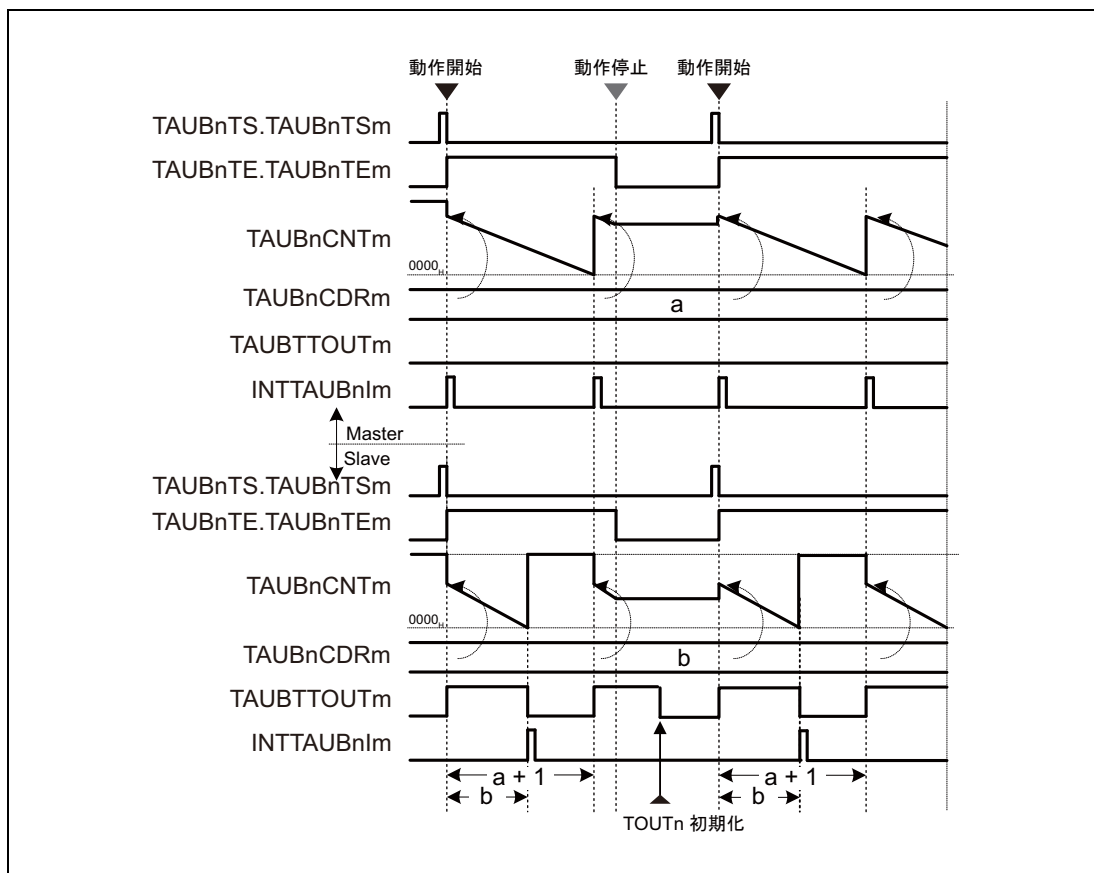 動作開始 動作停止 動作開始
TAUBnTS.TAUBnTSm
TAUBnTE.TAUBnTEm
TAUBnCNTm
0000H
TAUBnCDRm
a
TAUBTTOUTm
INTTAUBnIm
Master
Slave
TAUBnTS.TAUBnTSm
TAUBnTE.TAUBnTEm
TAUBnCNTm
0000H
TAUBnCDRm
b
TAUBTTOUTm
INTTAUBnIm
a + 1 a + 1
b b
TOUTn 初期化